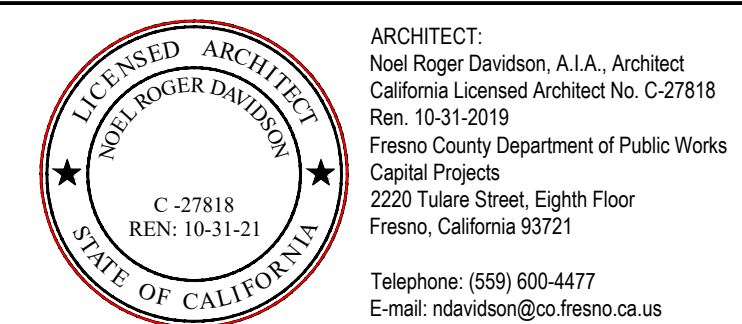 LICENSED ARCHITECT
NOEL ROGER DAVIDSON
C -27818
REN: 10-31-21
STATE OF CALIFORNIA
ARCHITECT:
Noel Roger Davidson, A.I.A., Architect
California Licensed Architect No. C-27818
Ren. 10-31-2019
Fresno County Department of Public Works
Capital Projects
2220 Tulare Street, Eighth Floor
Fresno, California 93721
Telephone: (559) 600-4477
E-mail: ndavidson@co.fresno.ca.us